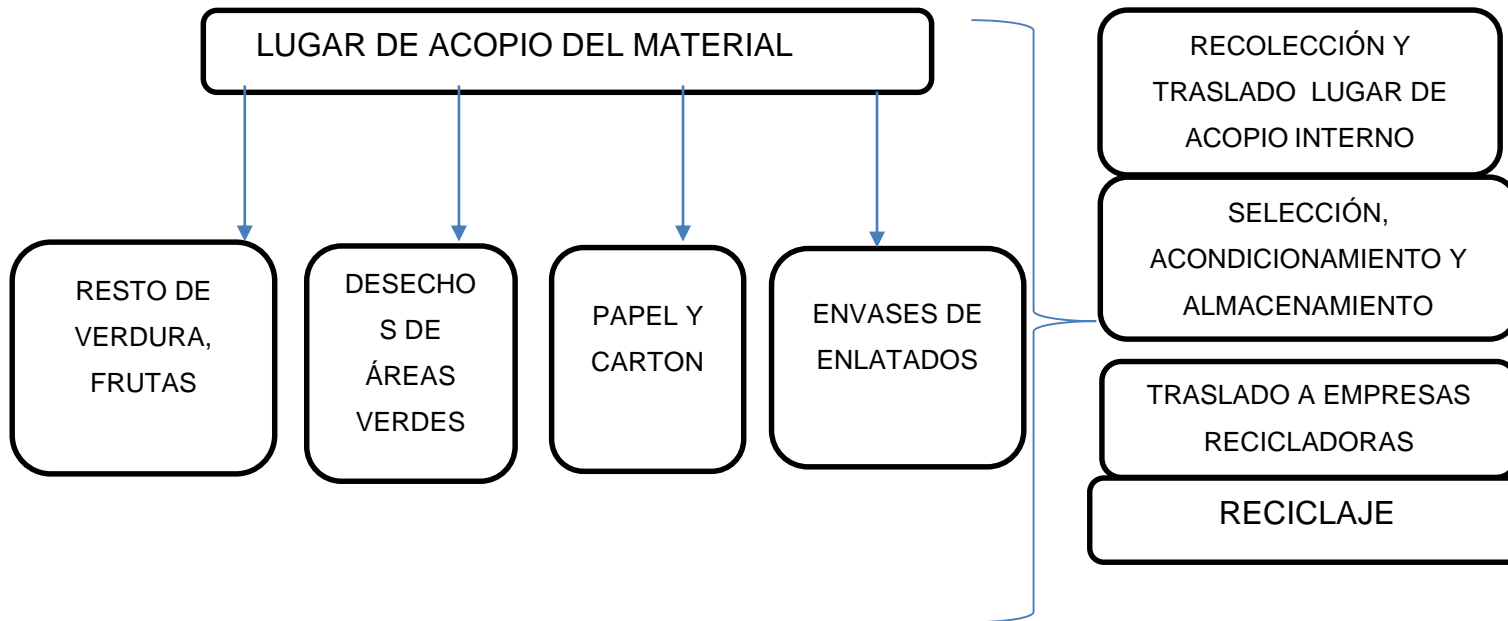 LUGAR DE ACOPIO DEL MATERIAL
RESTO DE
VERDURA,
FRUTAS
DESECHO
S DE
ÁREAS
VERDES
PAPEL Y
CARTON
ENVASES DE
ENLATADOS
RECOLECCIÓN Y
TRASLADO LUGAR DE
ACOPIO INTERNO
SELECCIÓN,
ACONDICIONAMIENTO Y
ALMACENAMIENTO
TRASLADO A EMPRESAS
RECICLADORAS
RECICLAJE